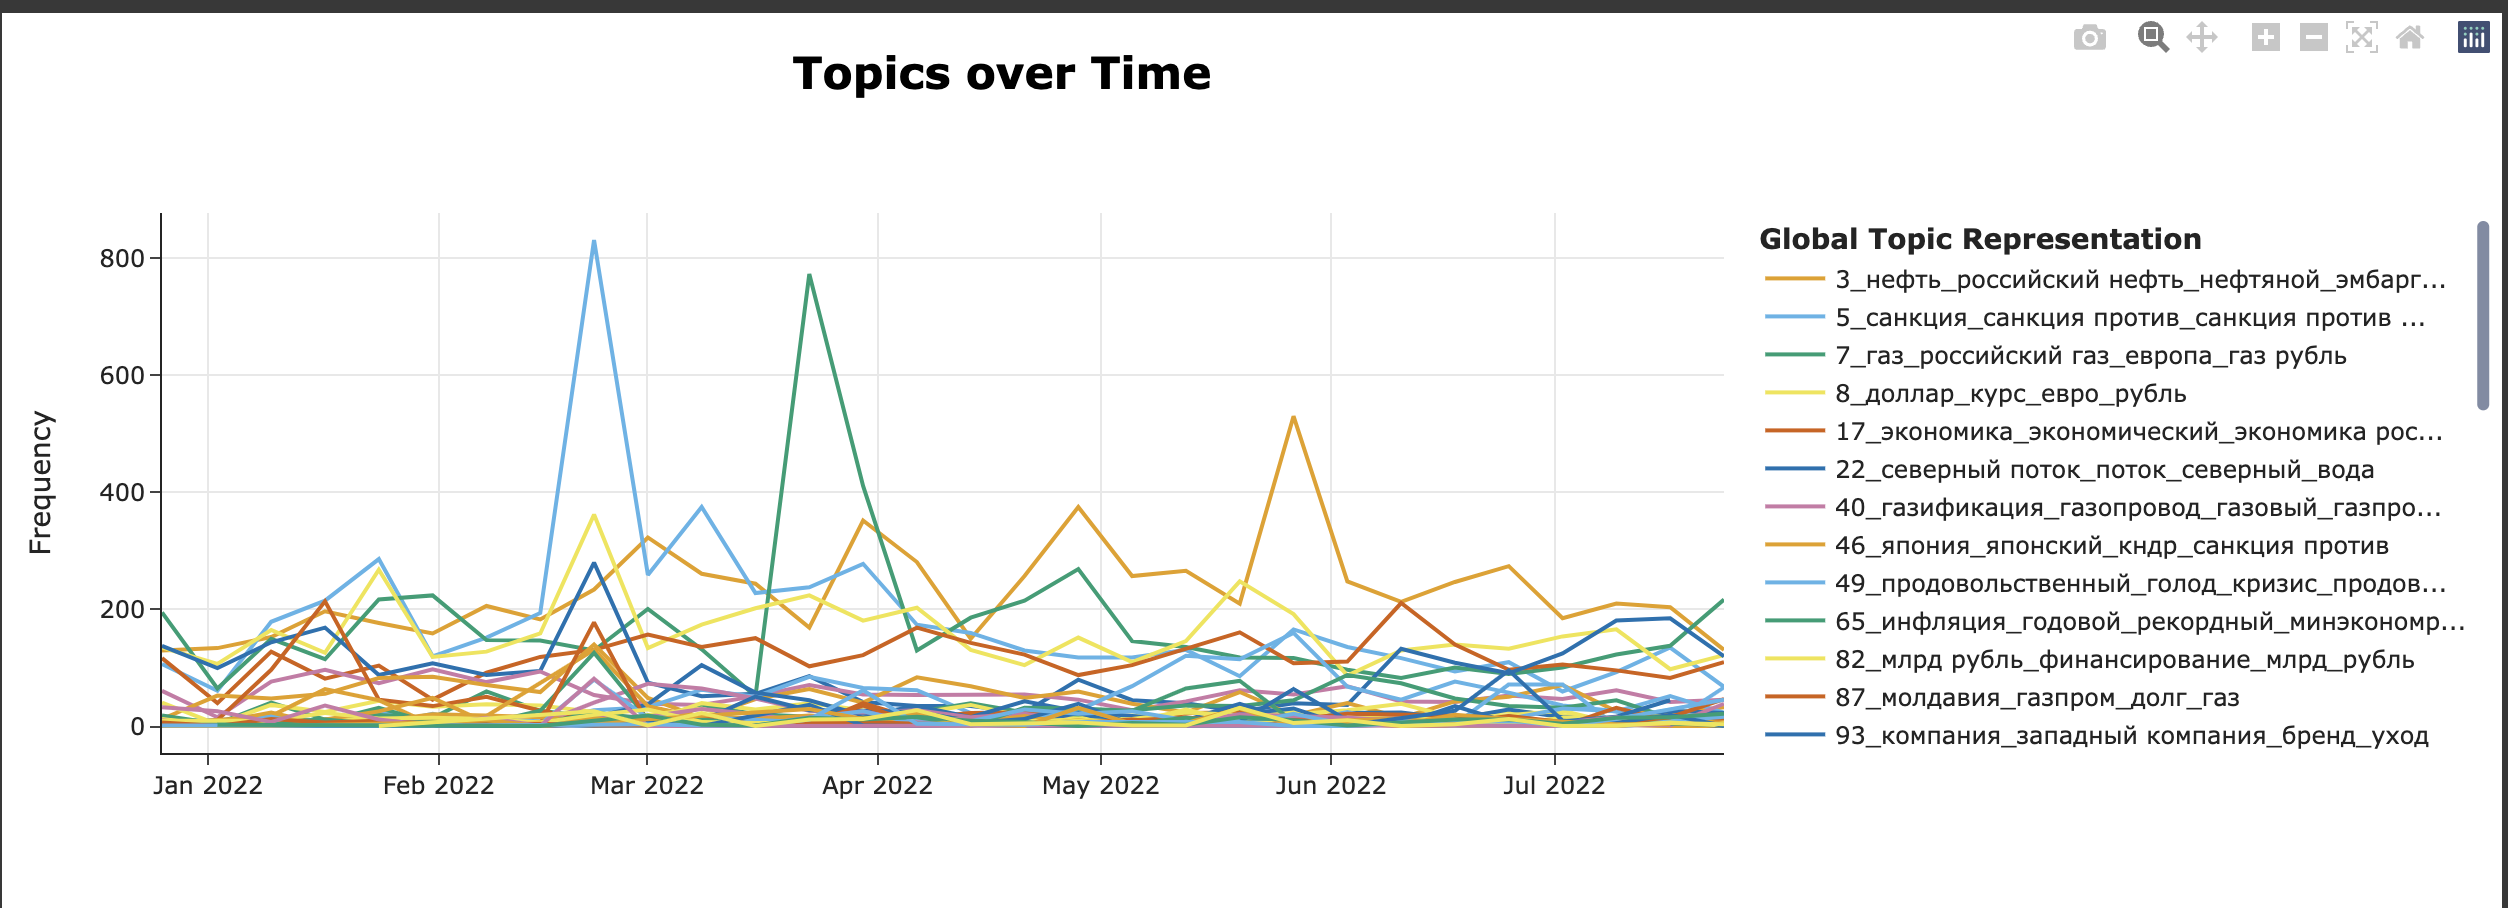 Topics over Time
800
600
400
200
0
Frequency
Jan 2022
Feb 2022
Mar 2022
Apr 2022
May 2022
Jun 2022
Jul 2022
Global Topic Representation
3_нефть_российский нефть_нефтяной_эмбарг...
5_санкция_санкция против_санкция против ...
7_газ_российский газ_европа_газ рубль
8_доллар_курс_евро_рубль
17_экономика_экономический_экономика рос...
22_северный поток_поток_северный_вода
40_газификация_газопровод_газовый_газпро...
46_япония_японский_кндр_санкция против
49_продовольственный_голод_кризис_продов...
65_инфляция_годовой_рекордный_минэкономр...
82_млрд рубль_финансирование_млрд_рубль
87_молдавия_газпром_долг_газ
93_компания_западный компания_бренд_уход